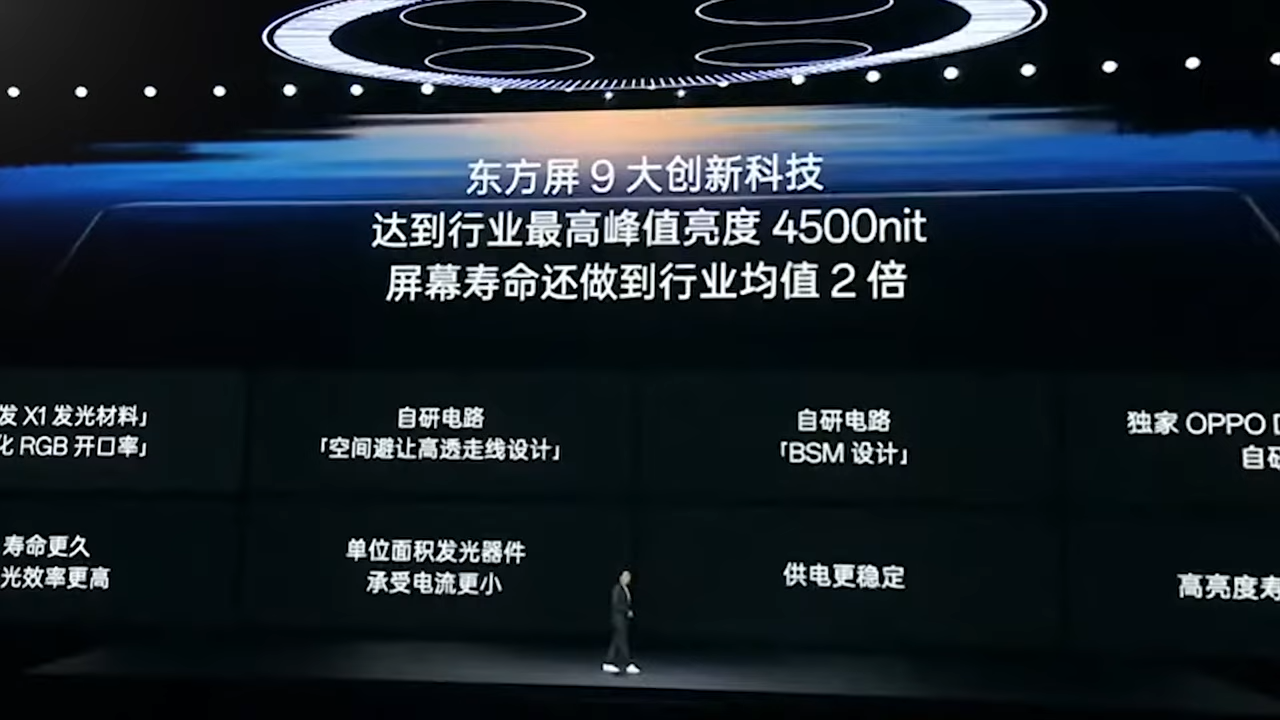 东方屏 9 大创新科技
达到行业最高峰值亮度 4500nit
屏幕寿命还做到行业均值 2 倍
发 X1 发光材料」
化 RGB 开口率」
自研电路
「空间避让高透走线设计」
自研电路
「BSM 设计」
独家 OPPO
自研
寿命更久
光效率更高
单位面积发光器件
承受电流更小
供电更稳定
高亮度寿